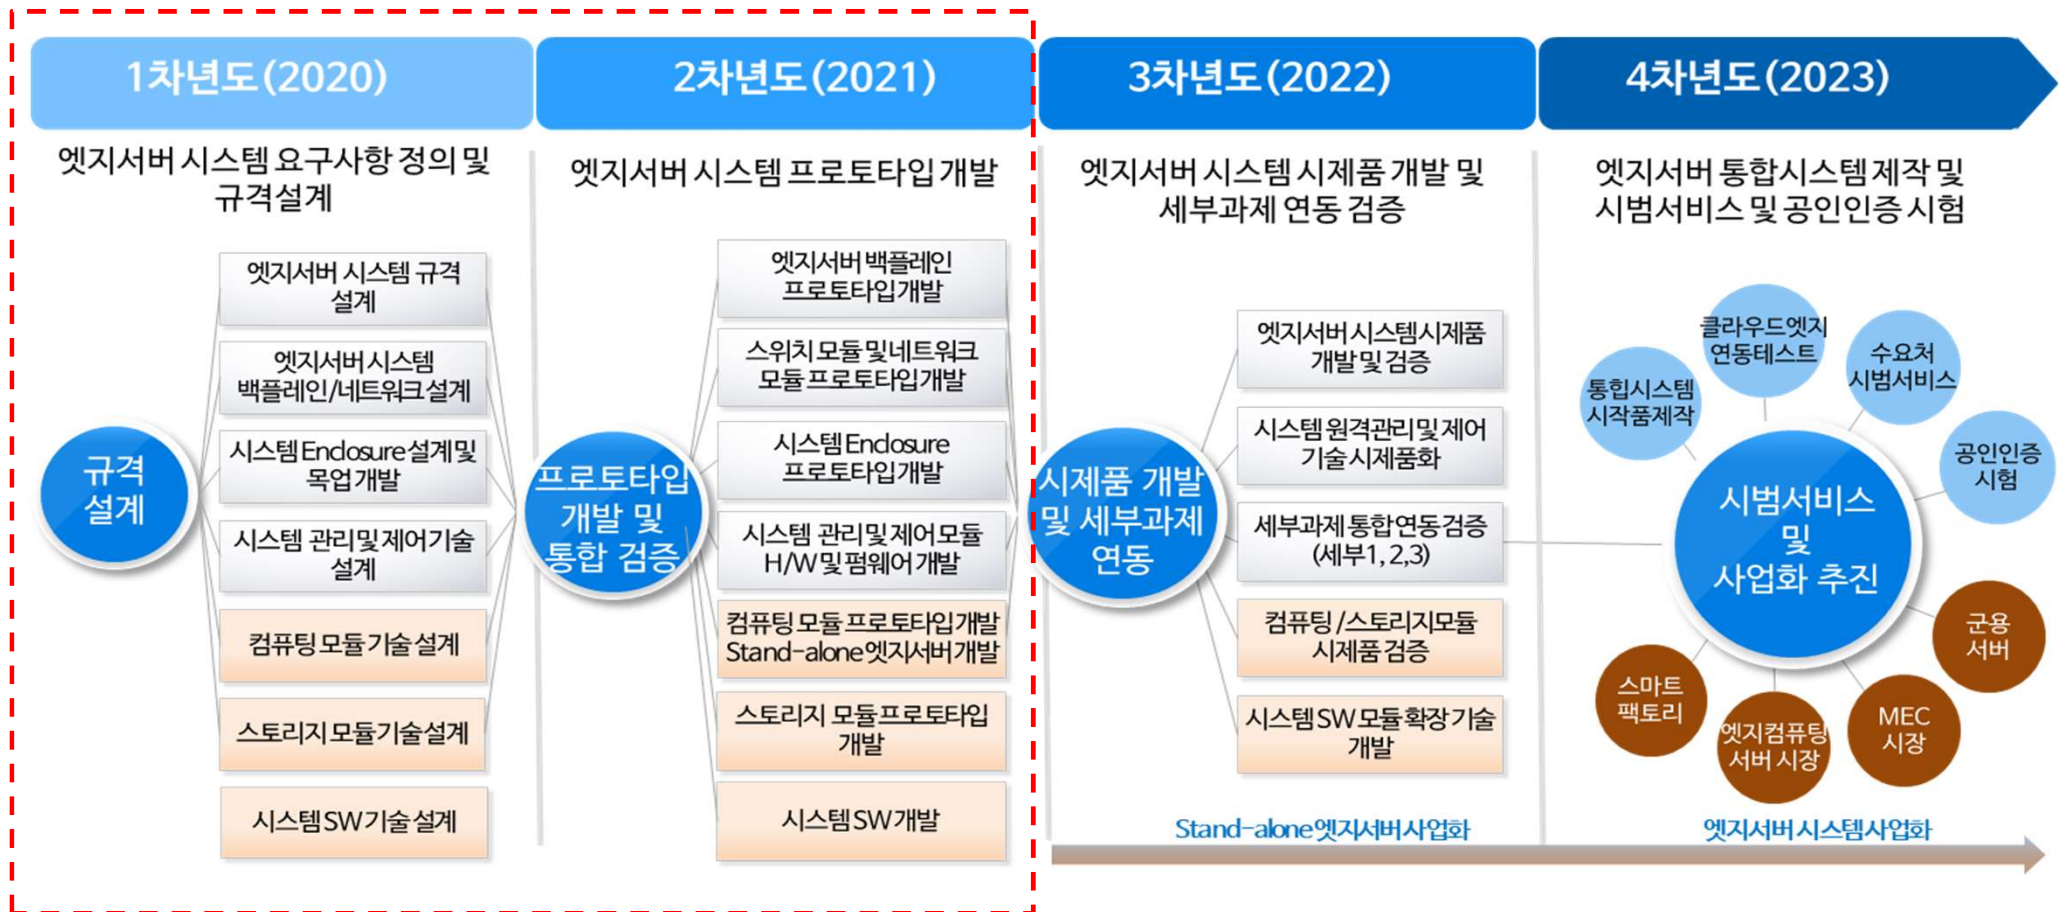 1차년도(2020)
엣지서버 시스템 요구사항 정의 및
규격설계
규격
설계
엣지서버 시스템 규격
설계
엣지서버 시스템
백플레인/네트워크 설계
시스템 Enclosure 설계 및
목업 개발
시스템 관리 및 제어 기술
설계
컴퓨팅 모듈 기술 설계
스토리지 모듈 기술 설계
시스템 SW 기술 설계
2차년도(2021)
엣지서버 시스템 프로토타입 개발
프로토타입
개발 및
통합 검증
엣지서버 백플레인
프로토타입 개발
스위치 모듈 및 네트워크
모듈 프로토타입 개발
시스템 Enclosure
프로토타입 개발
시스템 관리 및 제어 모듈
H/W 및 펌웨어 개발
컴퓨팅 모듈 프로토타입 개발
Stand-alone 엣지서버 개발
스토리지 모듈 프로토타입
개발
시스템 SW 개발
3차년도(2022)
엣지서버 시스템 시제품 개발 및
세부과제 연동 검증
시제품 개발
및 세부과제
연동
엣지서버 시스템 시제품
개발 및 검증
시스템 원격관리 및 제어
기술 시제품화
세부과제 통합 연동 검증
(세부1, 2,3)
컴퓨팅 /스토리지 모듈
시제품 검증
시스템 SW 모듈 확장 기술
개발
Stand-alone 엣지서버 사업화
4차년도(2023)
엣지서버 통합시스템 제작 및
시범서비스 및 공인인증 시험
통합시스템
시작품제작
클라우드엣지
연동테스트
수요처
시범서비스
공인인증
시험
시범서비스
및
사업화 추진
군용
서버
MEC
시장
엣지컴퓨팅
서버 시장
스마트
팩토리
엣지서버 시스템 사업화